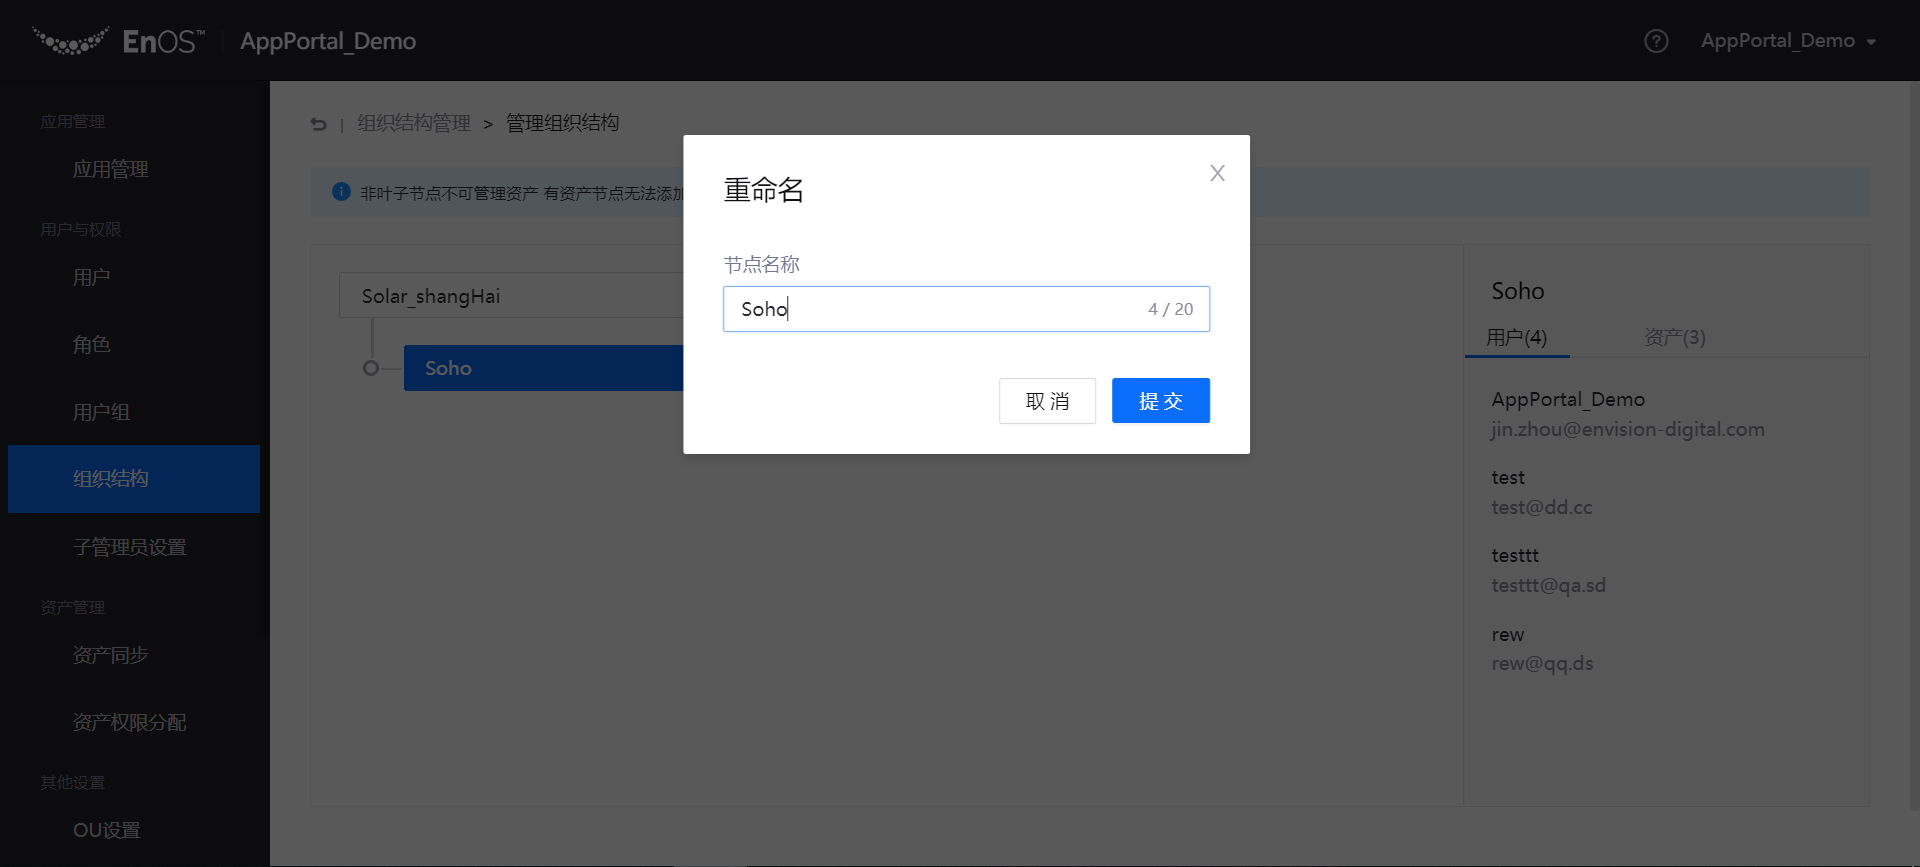 EnOS™ AppPortal_Demo
AppPortal_Demo
应用管理
应用管理
用户与权限
用户
角色
用户组
组织结构
子管理员设置
资产管理
资产同步
资产权限分配
其他设置
OU设置
组织结构管理 > 管理组织结构
非叶子节点不可管理资产 有资产节点无法添加
Solar_shangHai
Soho
重命名
X
节点名称
Soho
4 / 20
取 消
提 交
Soho
用户(4)
资产(3)
AppPortal_Demo
jin.zhou@envision-digital.com
test
test@dd.cc
testtt
testtt@qa.sd
rew
rew@qq.ds